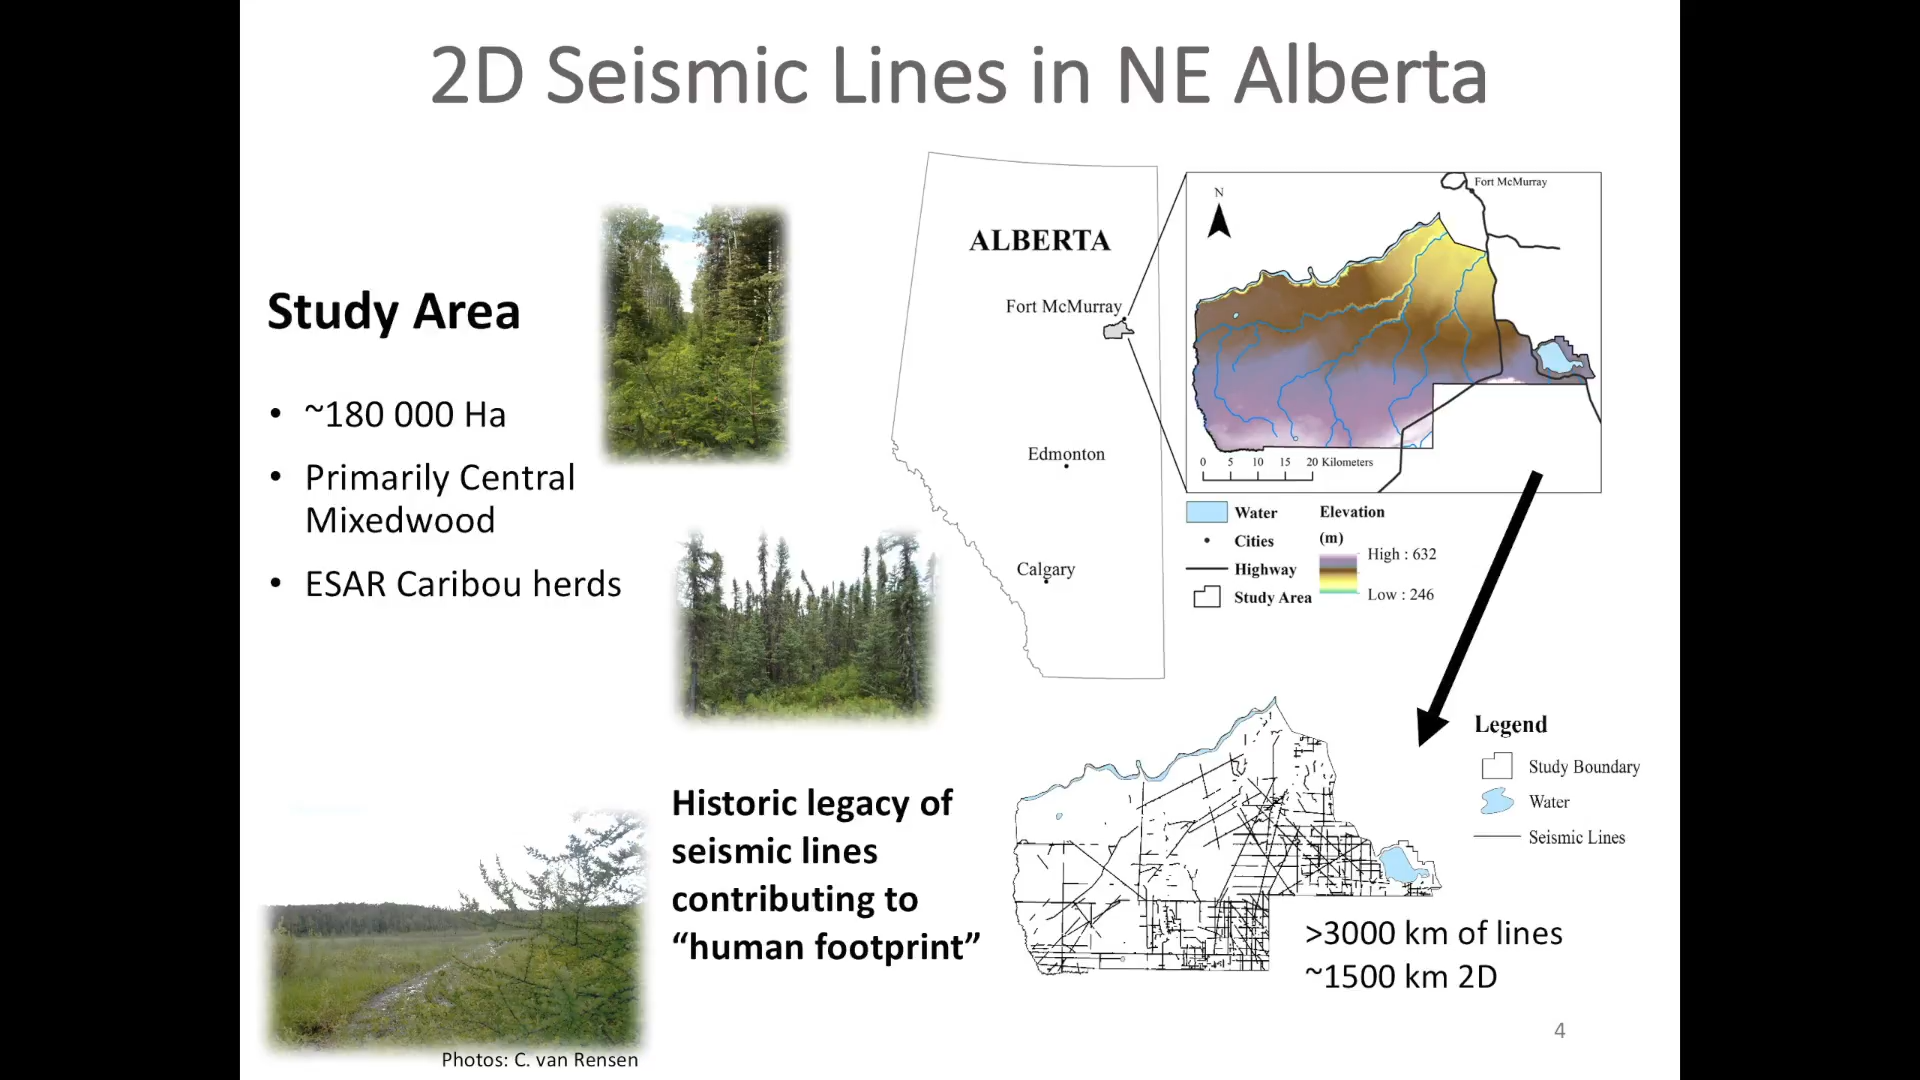 2D Seismic Lines in NE Alberta
Study Area
• ~180 000 Ha
• Primarily Central
Mixedwood
• ESAR Caribou herds
ALBERTA
Fort McMurray
Edmonton
Calgary
N
Fort McMurray
0 5 10 15 20 Kilometers
Water
Cities
Highway
Study Area
Elevation
(m)
High : 632
Low : 246
Legend
Study Boundary
Water
Seismic Lines
Historic legacy of
seismic lines
contributing to
“human footprint”
>3000 km of lines
~1500 km 2D
Photos: C. van Rensen
4